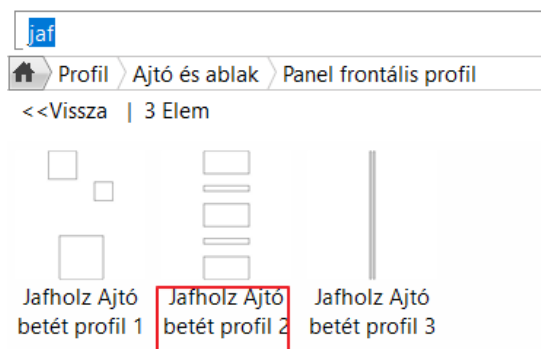 jaf
Profil Ajtó és ablak Panel frontális profil
<<Vissza | 3 Elem
Jafholz Ajtó betét profil 1
Jafholz Ajtó betét profil 2
Jafholz Ajtó betét profil 3